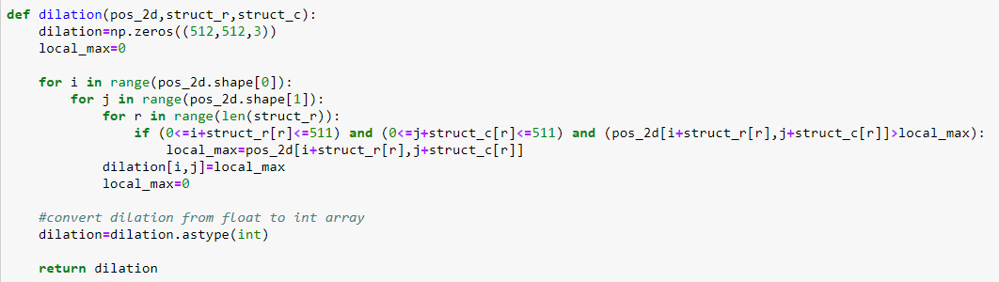 def dilation(pos_2d,struct_r,struct_c):
    dilation=np.zeros((512,512,3))
    local_max=0

    for i in range(pos_2d.shape[0]):
        for j in range(pos_2d.shape[1]):
            for r in range(len(struct_r)):
                if (0<=i+struct_r[r]<=511) and (0<=j+struct_c[r]<=511) and (pos_2d[i+struct_r[r],j+struct_c[r]]>local_max):
                    local_max=pos_2d[i+struct_r[r],j+struct_c[r]]
            dilation[i,j]=local_max
            local_max=0

    #convert dilation from float to int array
    dilation=dilation.astype(int)

    return dilation